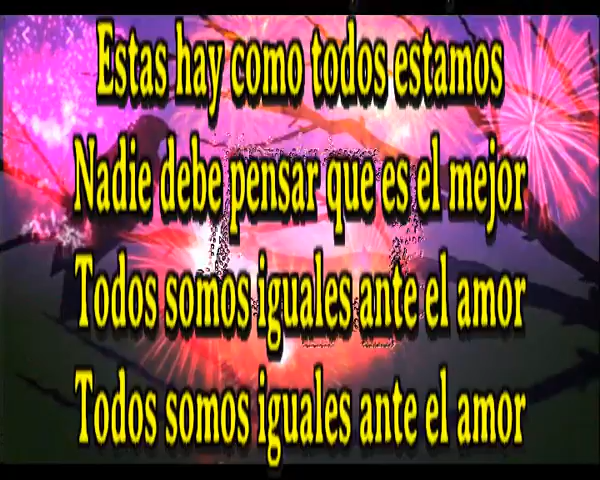 Estas hay como todos estamos
Nadie debe pensar que es el mejor
Todos somos iguales ante el amor
Todos somos iguales ante el amor